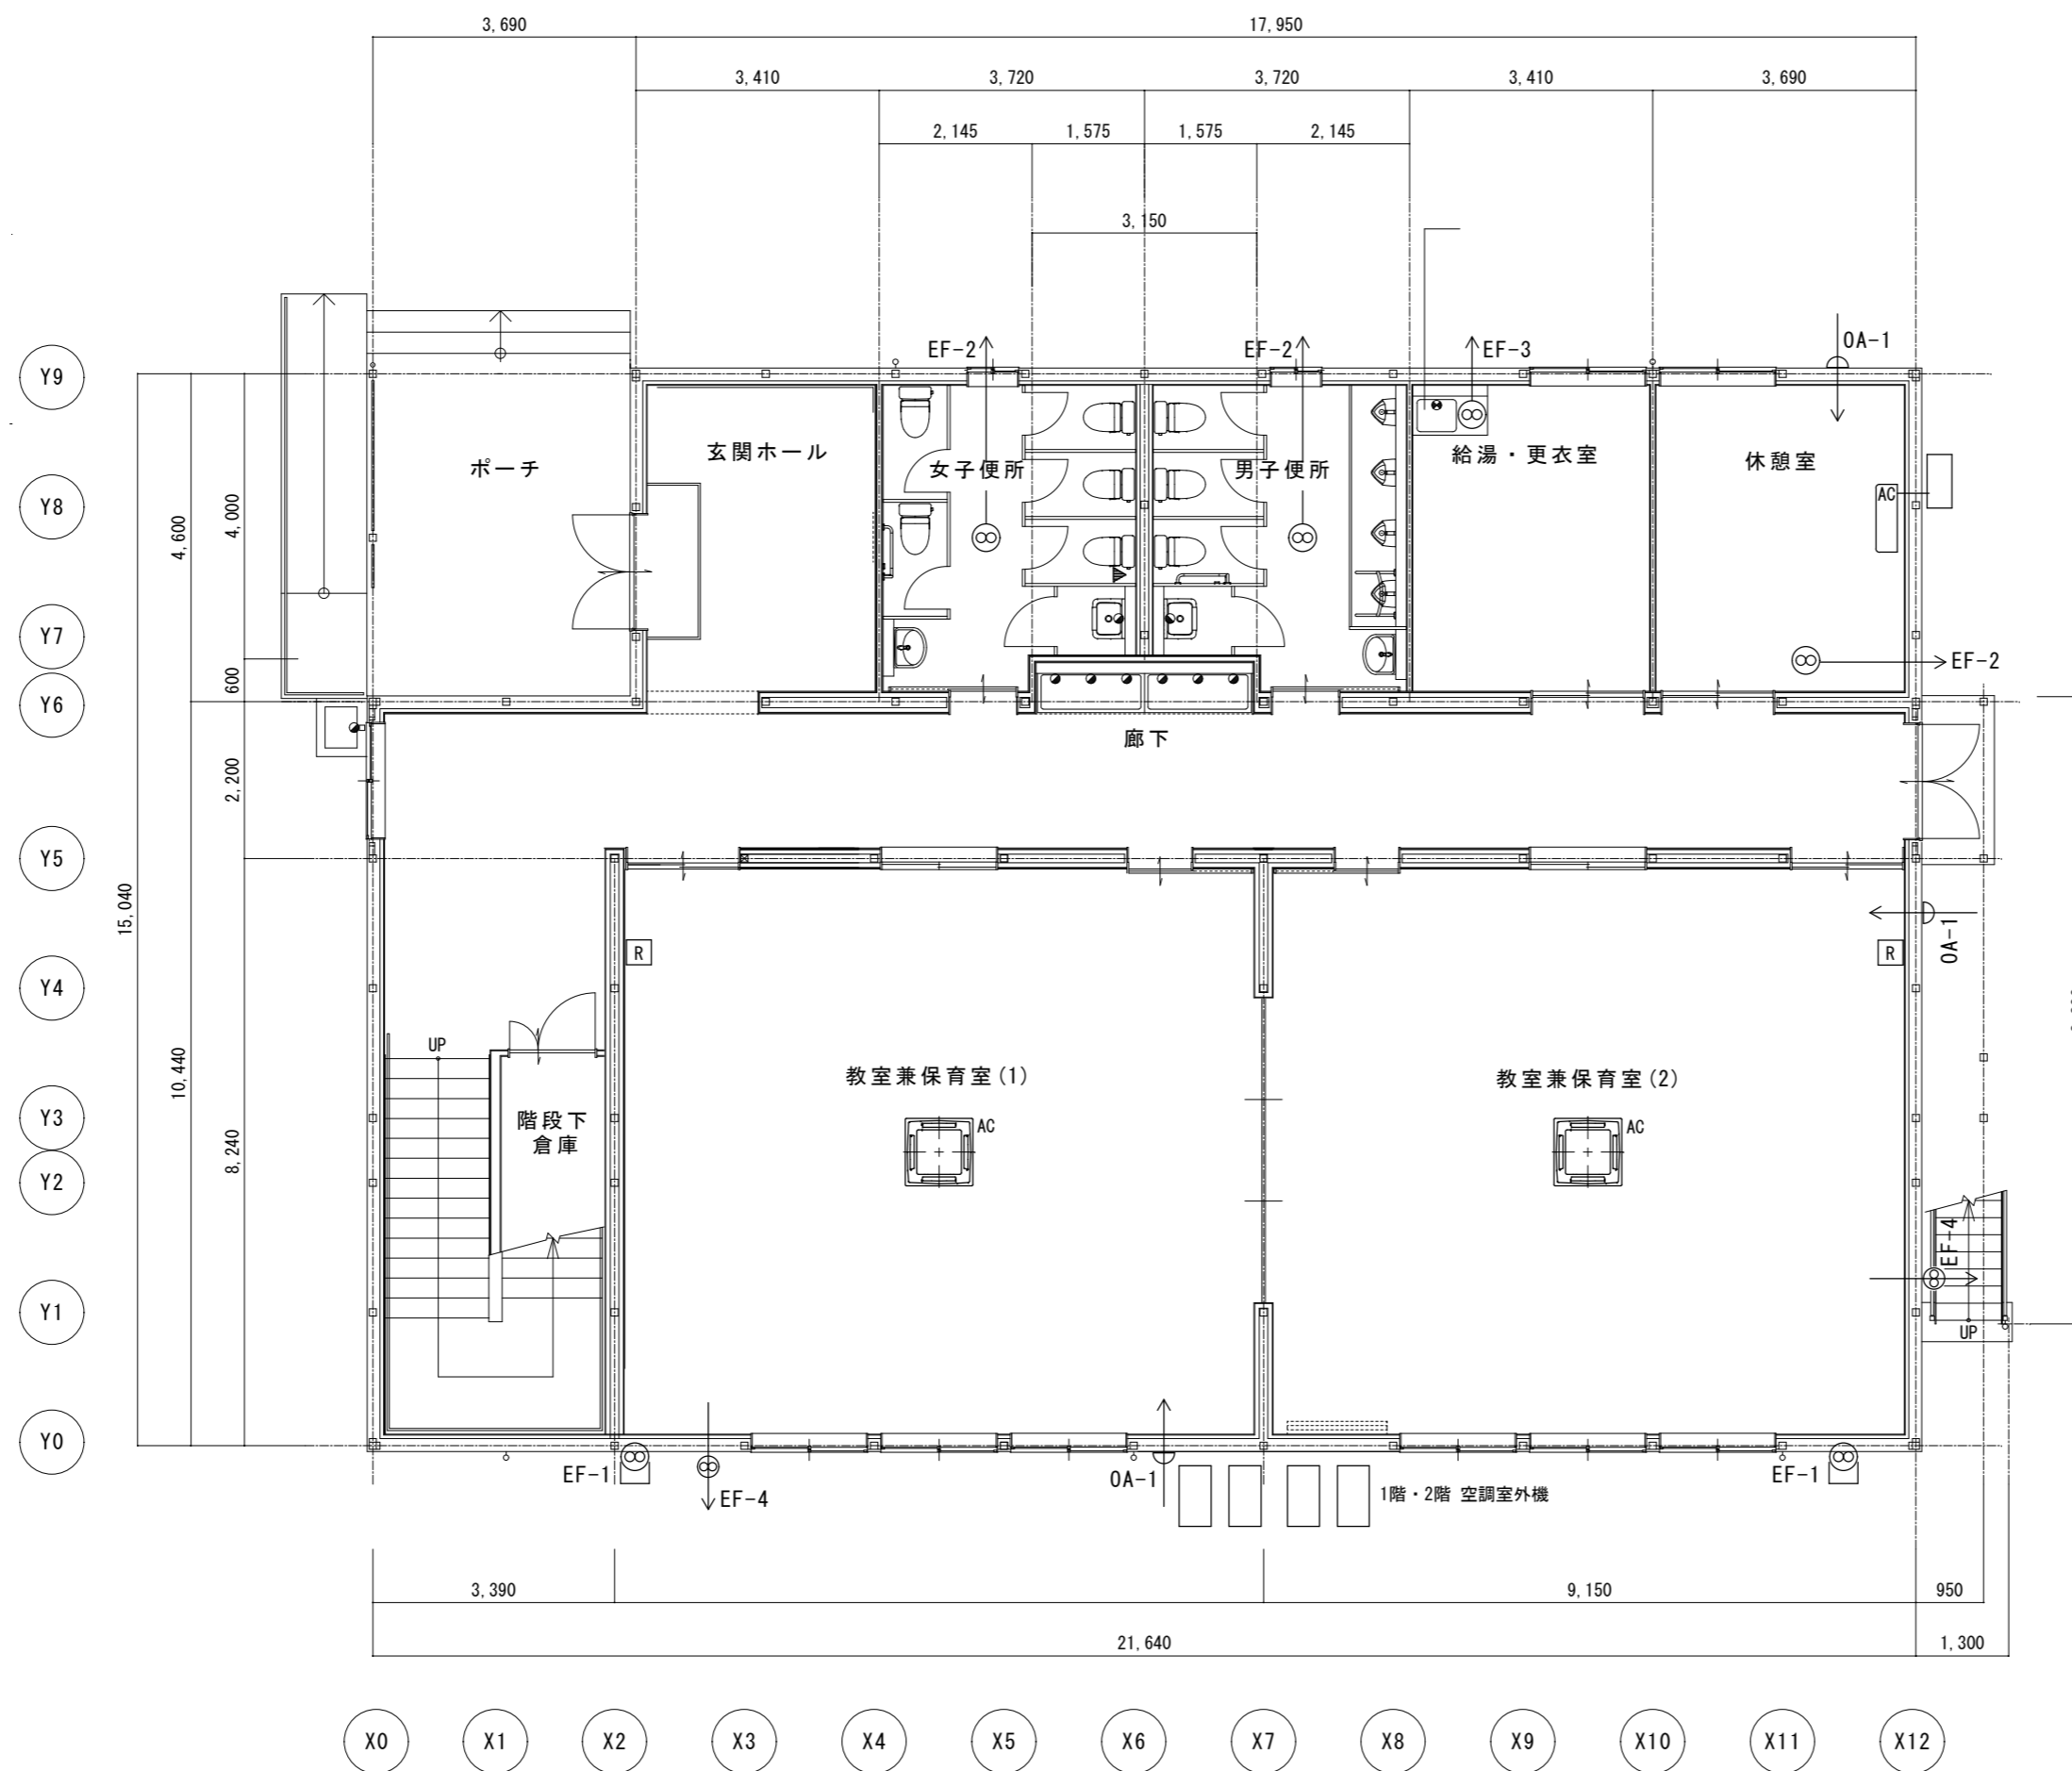 3,690
17,950
3,410
3,720
3,720
3,410
3,690
2,145
1,575
1,575
2,145
3,150
EF-2
EF-2
EF-3
OA-1
Y9
ポーチ
玄関ホール
女子便所
男子便所
給湯・更衣室
休憩室
AC
Y8
4,600
4,000
Y7
600
EF-2
Y6
廊下
2,200
Y5
15,040
OA-1
R
R
Y4
10,440
UP
教室兼保育室(1)
教室兼保育室(2)
AC
AC
Y3
階段下
倉庫
8,240
Y2
EF-4
Y1
UP
Y0
EF-1
EF-4
OA-1
EF-1
1階・2階 空調室外機
3,390
9,150
950
21,640
1,300
X0
X1
X2
X3
X4
X5
X6
X7
X8
X9
X10
X11
X12